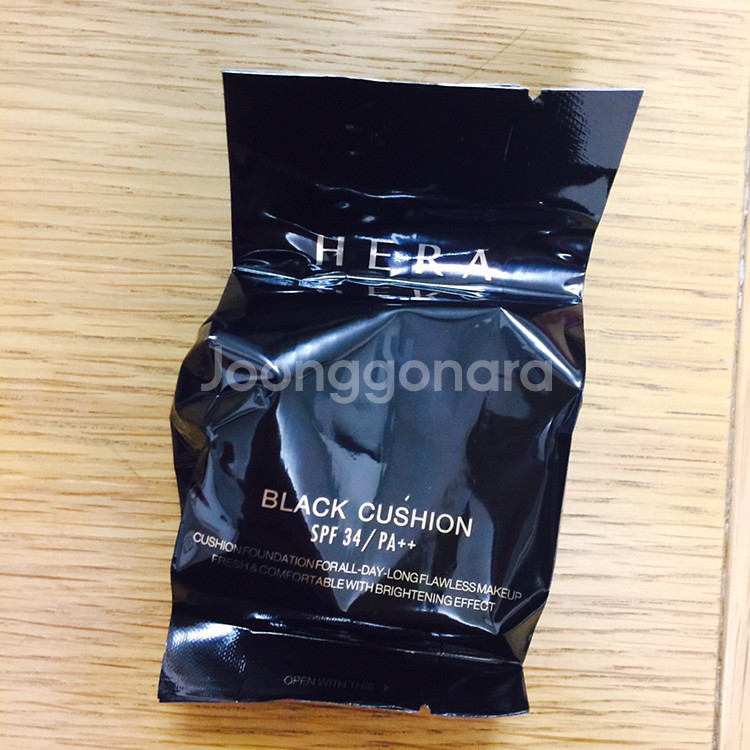 HERA
Joonggonara
BLACK CUSHION
SPF 34/PA++
CUSHION FOUNDATION FOR ALL-DAY-LONG FLAWLESS MAKEUP
FRESH & COMFORTABLE WITH BRIGHTENING EFFECT
OPEN WITH THIS